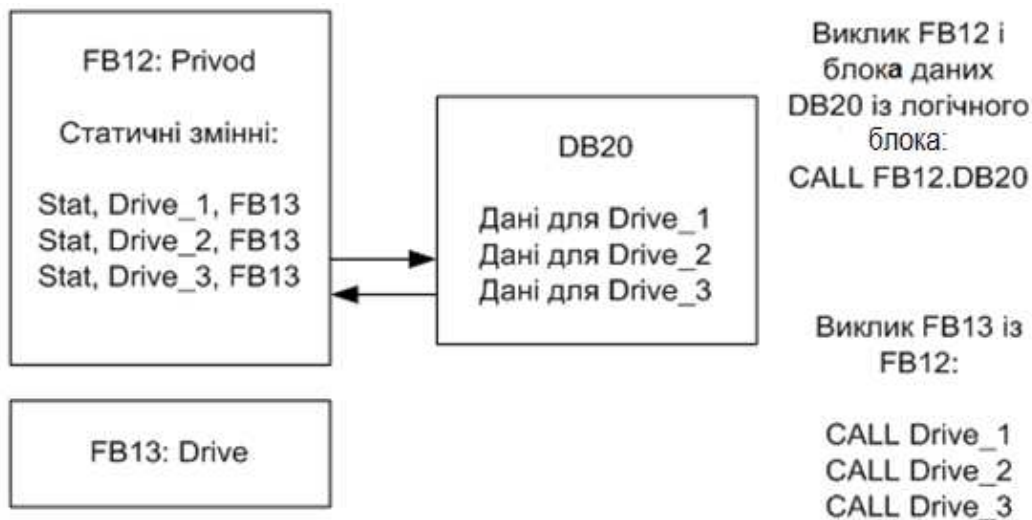 FB12: Privod
Статичні змінні:
Stat, Drive_1, FB13
Stat, Drive_2, FB13
Stat, Drive_3, FB13
FB13: Drive
DB20
Дані для Drive_1
Дані для Drive_2
Дані для Drive_3
Виклик FB12 і
блока даних
DB20 із логічного
блока:
CALL FB12.DB20
Виклик FB13 із
FB12:
CALL Drive_1
CALL Drive_2
CALL Drive_3